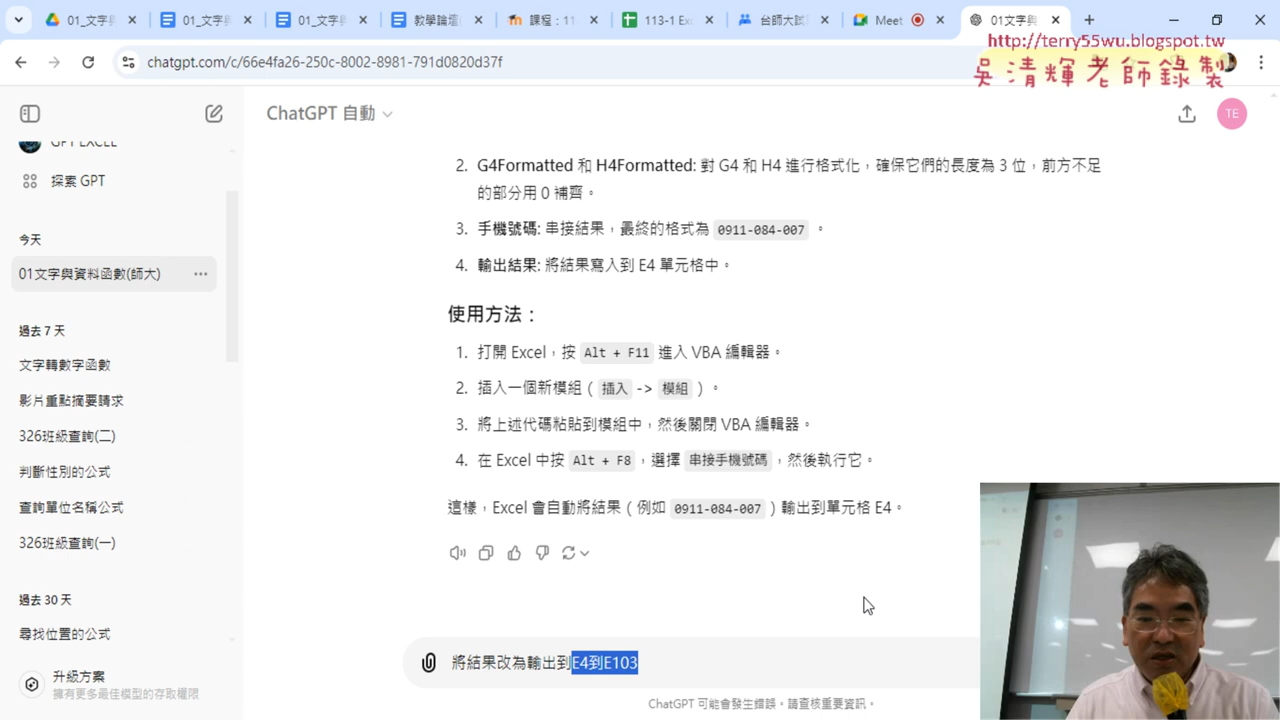 01_文字與
01_文字與
01_文字與
教學論壇
課程：11
113-1 Ex
台師大試
Meet
01文字與
http://terry55wu.blogspot.tw
吳清輝老師錄製
chatgpt.com/c/66e4fa26-250c-8002-8981-791d0820d37f
ChatGPT 自動
TE
GPT EXCEL
探索 GPT
今天
01文字與資料函數(師大)
過去 7 天
文字轉數字函數
影片重點摘要請求
326班級查詢(二)
判斷性別的公式
查詢單位名稱公式
326班級查詢(一)
過去 30 天
尋找位置的公式
升級方案
擁有更多最佳模型的存取權限
2. G4Formatted 和 H4Formatted: 對 G4 和 H4 進行格式化，確保它們的長度為 3 位，前方不足
的部分用 0 補齊。
3. 手機號碼: 串接結果，最終的格式為 0911-084-007 。
4. 輸出結果: 將結果寫入到 E4 單元格中。
使用方法：
1. 打開 Excel，按 Alt + F11 進入 VBA 編輯器。
2. 插入一個新模組（ 插入 -> 模組 ）。
3. 將上述代碼粘貼到模組中，然後關閉 VBA 編輯器。
4. 在 Excel 中按 Alt + F8 ，選擇 串接手機號碼 ，然後執行它。
這樣，Excel 會自動將結果（例如 0911-084-007 ）輸出到單元格 E4。
將結果改為輸出到E4到E103
ChatGPT 可能會發生錯誤。請查核重要資訊。